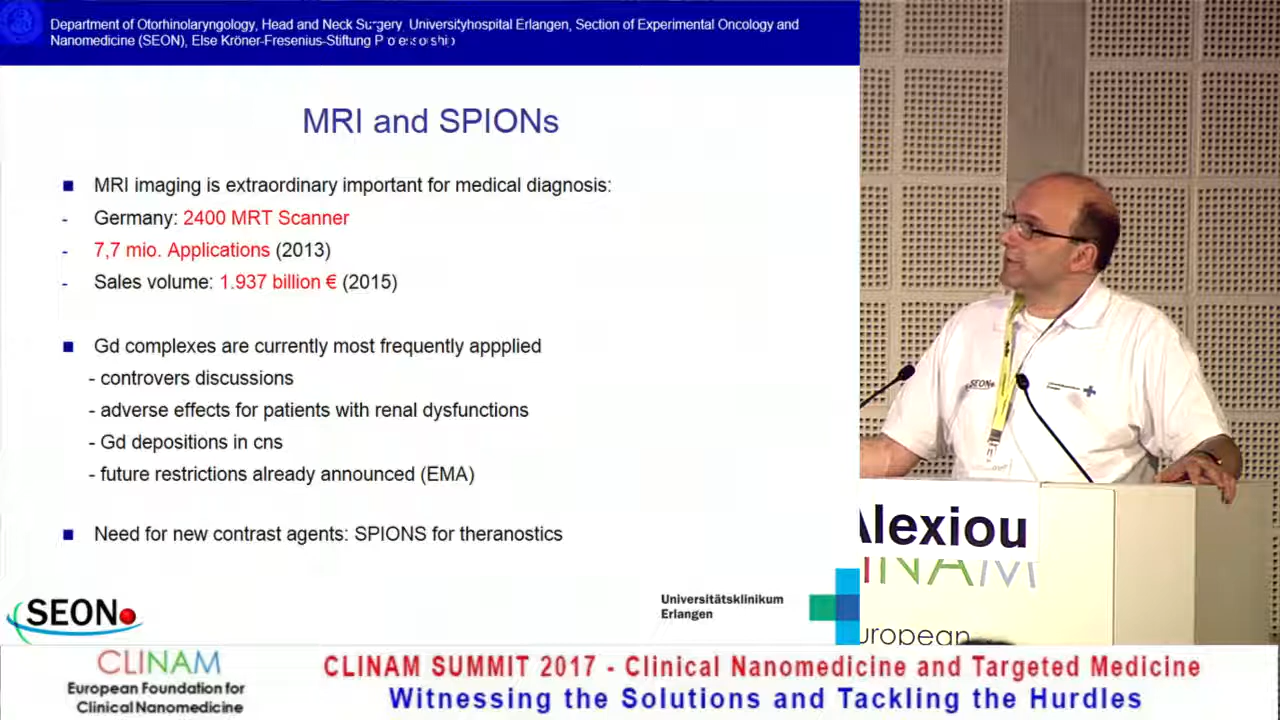 Department of Otorhinolaryngology, Head and Neck Surgery, Universityhospital Erlangen, Section of Experimental Oncology and
Nanomedicine (SEON), Else Kröner-Fresenius-Stiftung
MRI and SPIONs
■ MRI imaging is extraordinary important for medical diagnosis:
- Germany: 2400 MRT Scanner
- 7,7 mio. Applications (2013)
- Sales volume: 1.937 billion € (2015)
■ Gd complexes are currently most frequently appplied
- controvers discussions
- adverse effects for patients with renal dysfunctions
- Gd depositions in cns
- future restrictions already announced (EMA)
■ Need for new contrast agents: SPIONS for theranostics
SEON
Universitätsklinikum
Erlangen
SEON
Alexiou
INAM
uropean
CLINAM
European Foundation for
Clinical Nanomedicine
CLINAM SUMMIT 2017 - Clinical Nanomedicine and Targeted Medicine
Witnessing the Solutions and Tackling the Hurdles